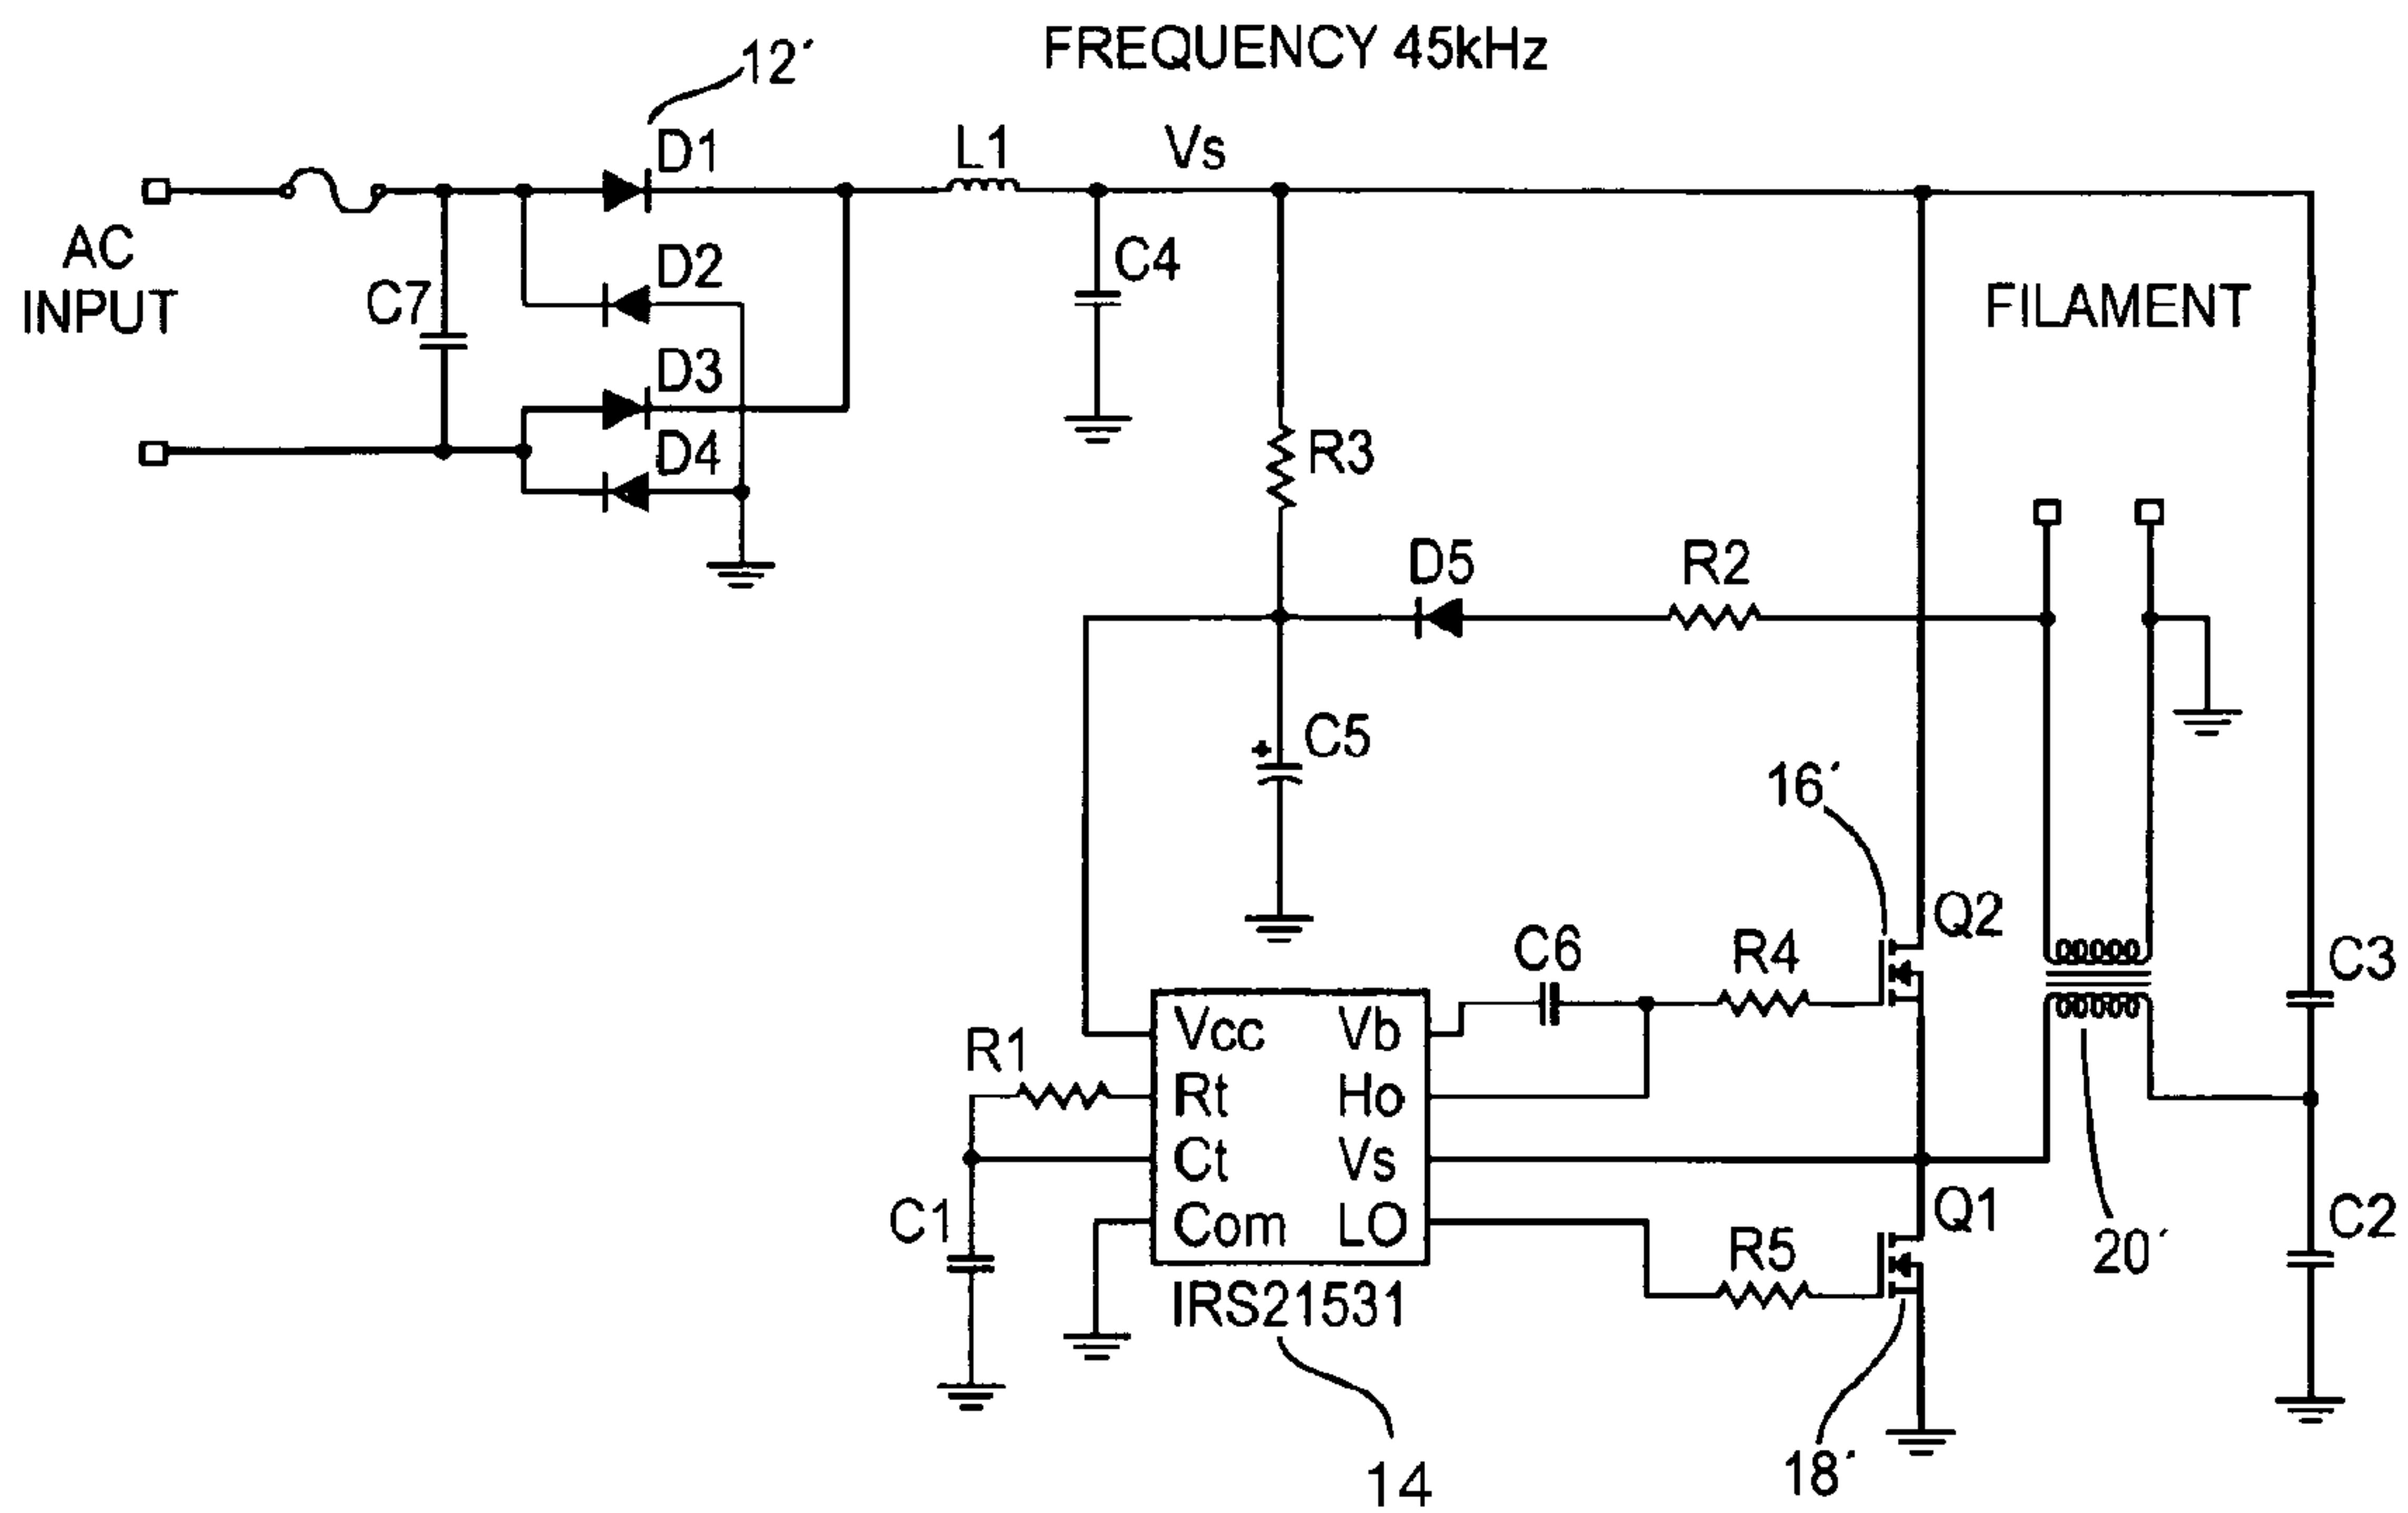 FREQUENCY 45kHz
12´
D1
L1
Vs
AC
INPUT
D2
C4
C7
FILAMENT
D3
D4
R3
D5
R2
C5
16´
Q2
C6
R4
C3
Vcc
Vb
R1
Rt
Ho
Ct
Vs
C1
Com
LO
Q1
R5
20´
C2
IRS21531
14
18´